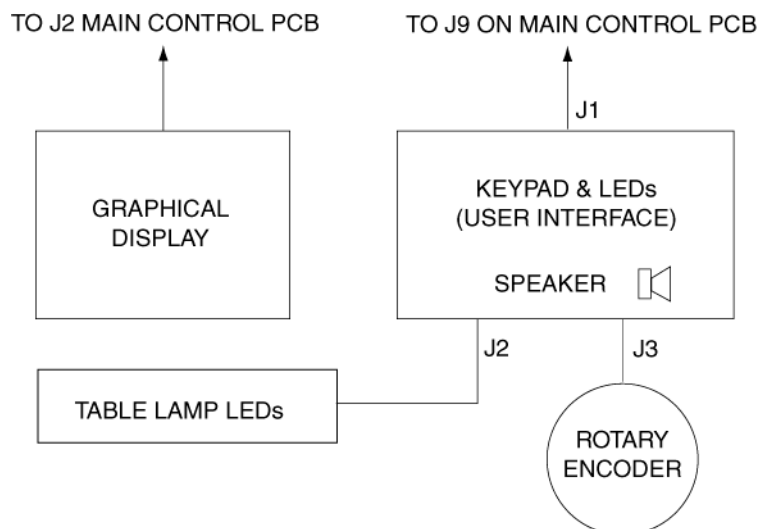 TO J2 MAIN CONTROL PCB
TO J9 ON MAIN CONTROL PCB
J1
GRAPHICAL
DISPLAY
KEYPAD & LEDs
(USER INTERFACE)
SPEAKER
J2
J3
TABLE LAMP LEDs
ROTARY
ENCODER